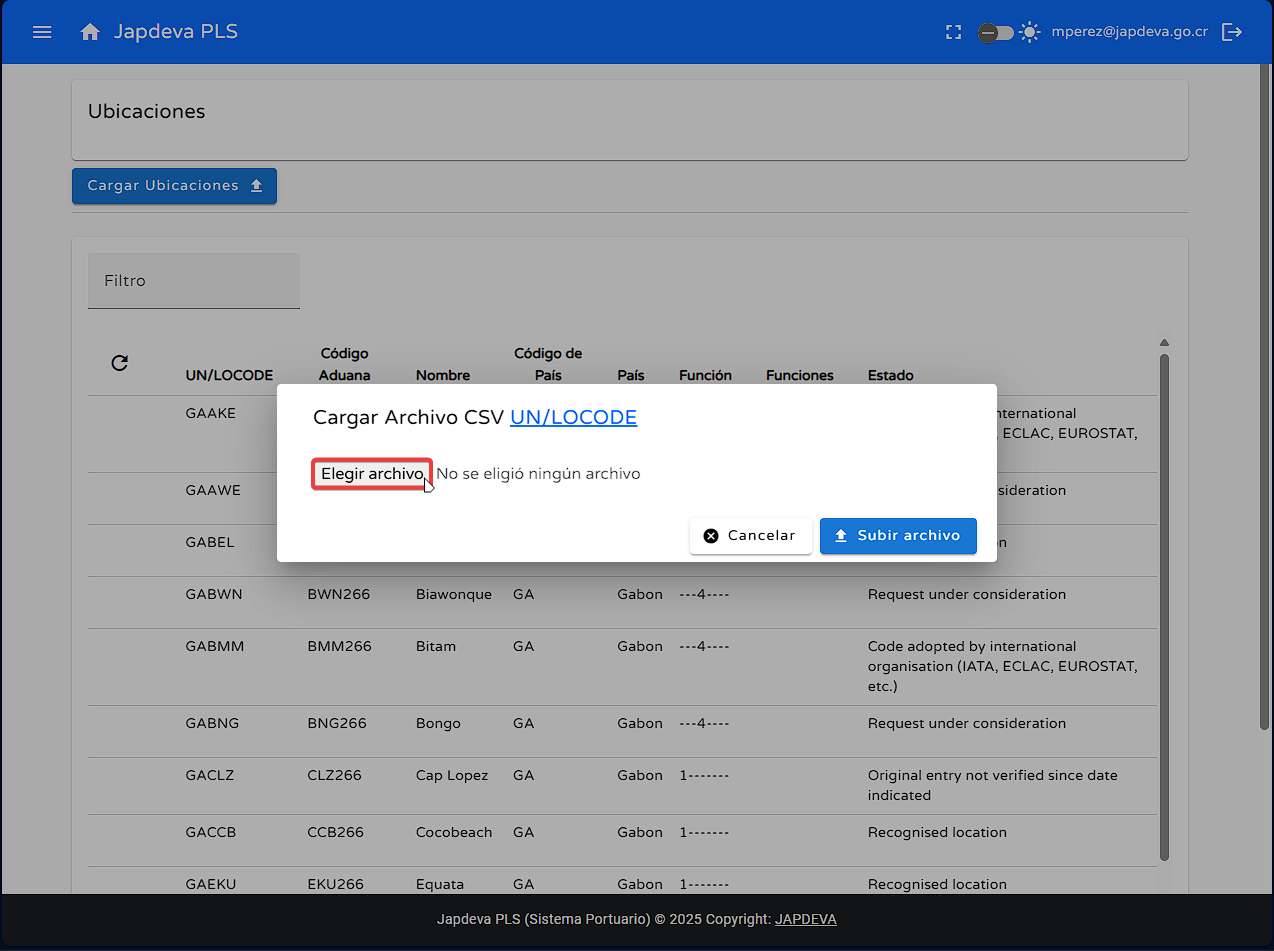 Japdeva PLS
mperez@japdeva.go.cr
Ubicaciones
Cargar Ubicaciones
Filtro
UN/LOCODE Código Aduana Nombre Código de País País Función Funciones Estado
GAAKE
nternational
, ECLAC, EUROSTAT,
Cargar Archivo CSV UN/LOCODE
Elegir archivo No se eligió ningún archivo
Cancelar Subir archivo
GAAWE sideration
GABEL n
GABWN BWN266 Biawonque GA Gabon ---4---- Request under consideration
GABMM BMM266 Bitam GA Gabon ---4---- Code adopted by international
organisation (IATA, ECLAC, EUROSTAT,
etc.)
GABNG BNG266 Bongo GA Gabon ---4---- Request under consideration
GACLZ CLZ266 Cap Lopez GA Gabon 1------- Original entry not verified since date
indicated
GACCB CCB266 Cocobeach GA Gabon 1------- Recognised location
GAEKU EKU266 Equata GA Gabon 1------- Recognised location
Japdeva PLS (Sistema Portuario) © 2025 Copyright: JAPDEVA